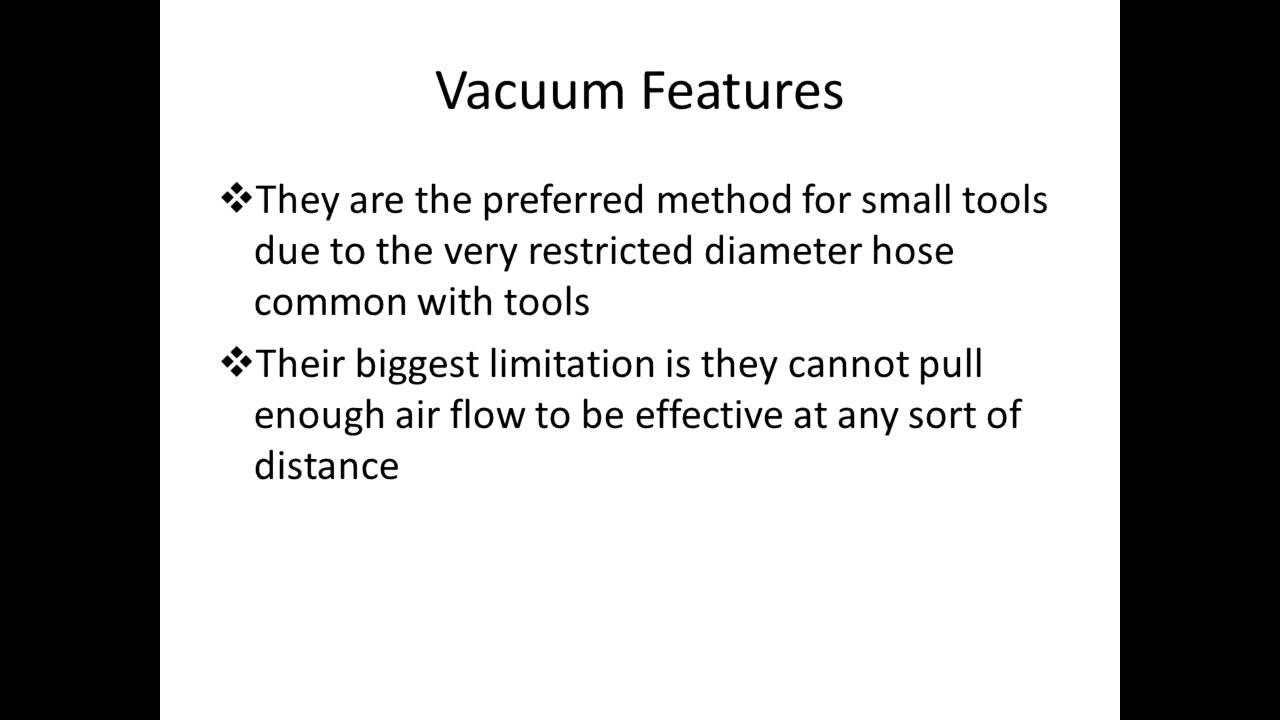 Vacuum Features
❖They are the preferred method for small tools
due to the very restricted diameter hose
common with tools
❖Their biggest limitation is they cannot pull
enough air flow to be effective at any sort of
distance